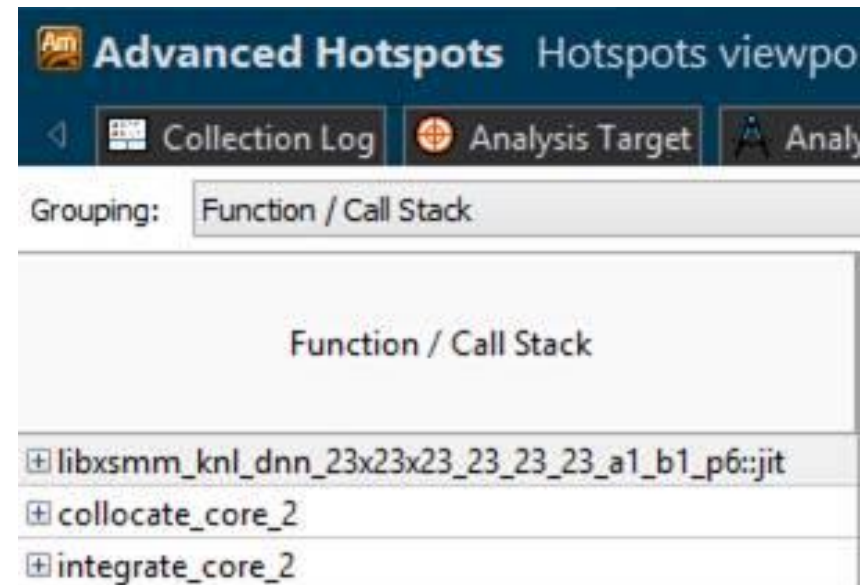 Am Advanced Hotspots Hotspots viewpo
Collection Log Analysis Target Analy
Grouping: Function / Call Stack
Function / Call Stack
libxsmm_knl_dnn_23x23x23_23_23_23_a1_b1_p6::jit
collocate_core_2
integrate_core_2